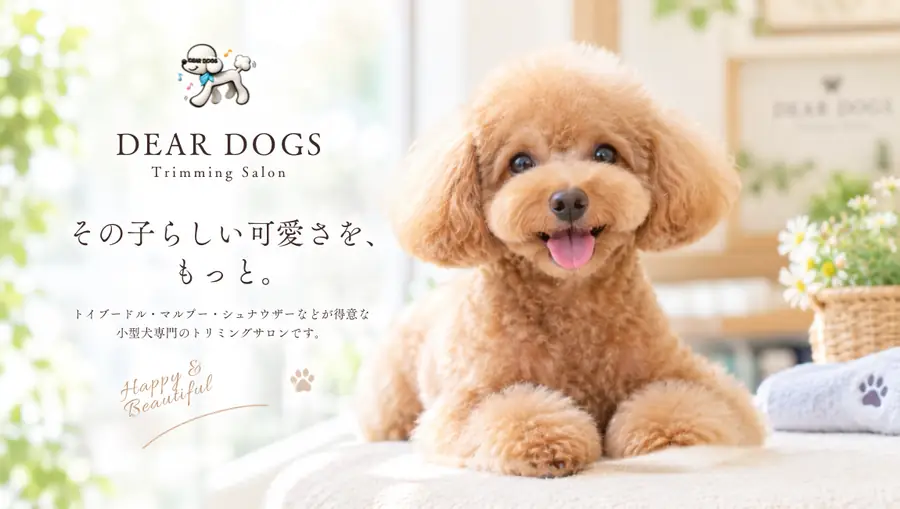 DEAR DOGS
DEAR DOGS
Trimming Salon
その子らしい可愛さを、
もっと。
トイプードル・マルプー・シュナウザーなどが得意な
小型犬専門のトリミングサロンです。
Happy &
Beautiful
DEAR DOGS